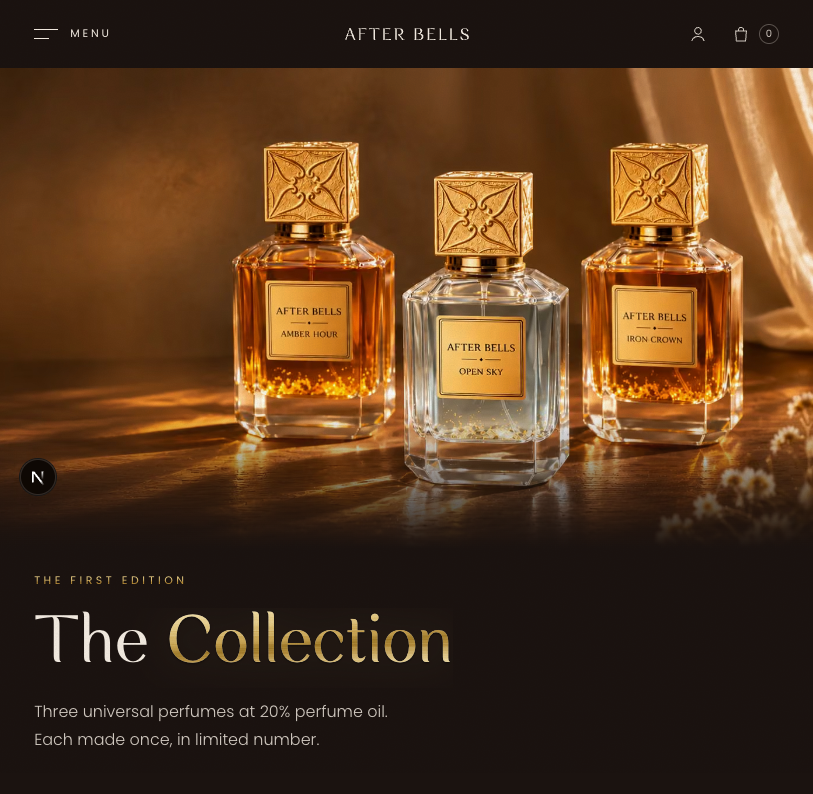 MENU
AFTER BELLS
0
AFTER BELLS
AMBER HOUR
AFTER BELLS
OPEN SKY
AFTER BELLS
IRON CROWN
N
THE FIRST EDITION
The Collection
Three universal perfumes at 20% perfume oil.
Each made once, in limited number.